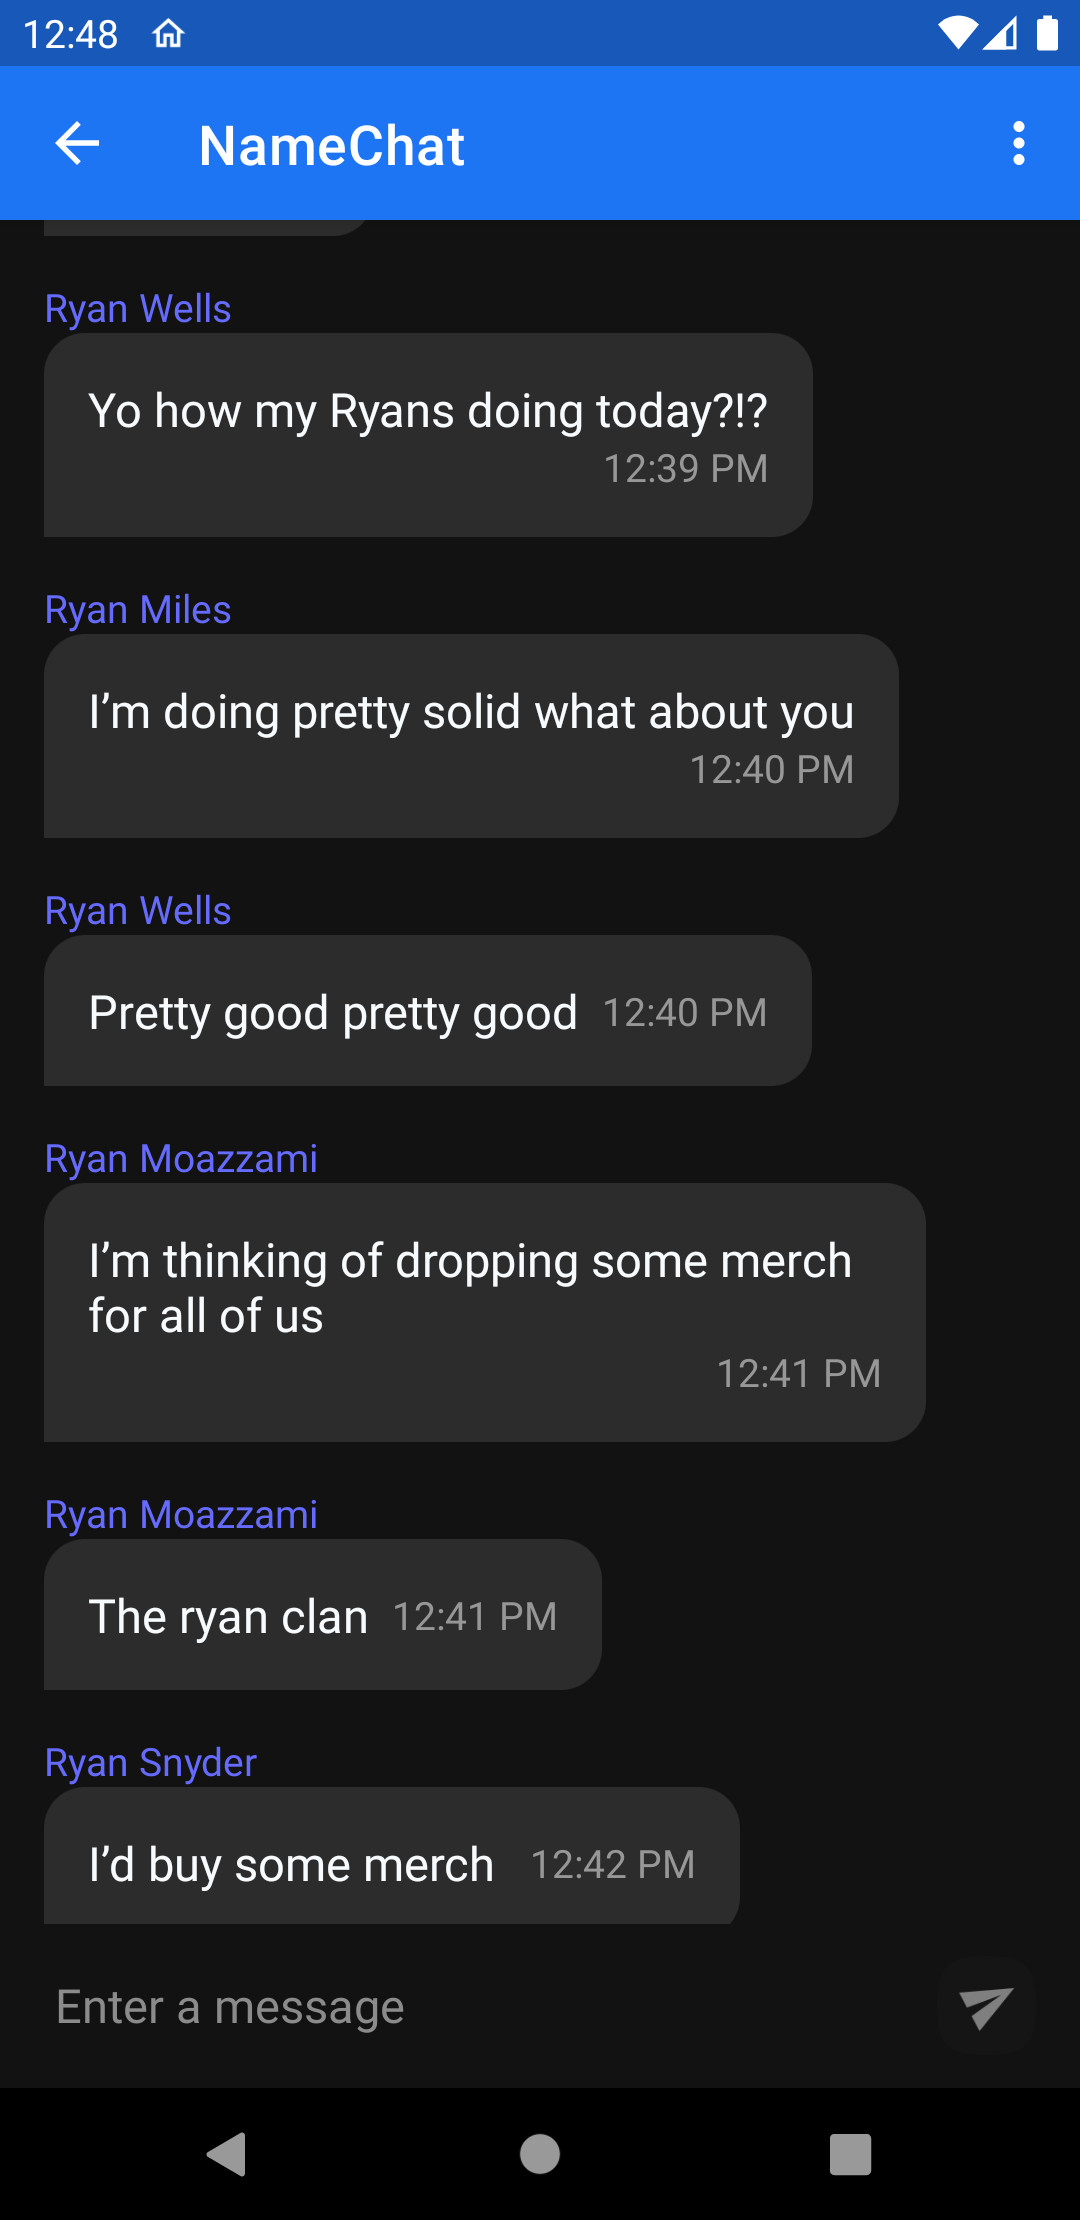 12:48
NameChat
Ryan Wells
Yo how my Ryans doing today?!?
12:39 PM
Ryan Miles
I’m doing pretty solid what about you
12:40 PM
Ryan Wells
Pretty good pretty good 12:40 PM
Ryan Moazzami
I’m thinking of dropping some merch
for all of us
12:41 PM
Ryan Moazzami
The ryan clan 12:41 PM
Ryan Snyder
I’d buy some merch 12:42 PM
Enter a message